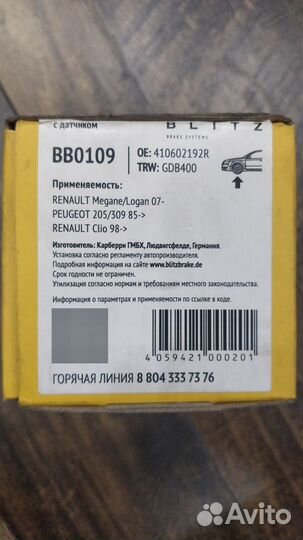 с датчиком
BLITZ
BRAKE SYSTEMS
BB0109
OE: 410602192R
TRW: GDB400
Применяемость:
RENAULT Megane/Logan 07-
PEUGEOT 205/309 85->
RENAULT Clio 98->
Изготовитель: Карберри ГМБХ, Людвигсфелде, Германия.
Установка согласно регламенту автопроизводителя.
Подробная информация на сайте www.blitzbrake.de
Срок годности не ограничен.
Утилизация согласно нормам и требованиям местного законодательства.
Информация о параметрах и применяемости по ссылке в коде.
4 059421 000201
ГОРЯЧАЯ ЛИНИЯ 8 804 333 73 76
Avito